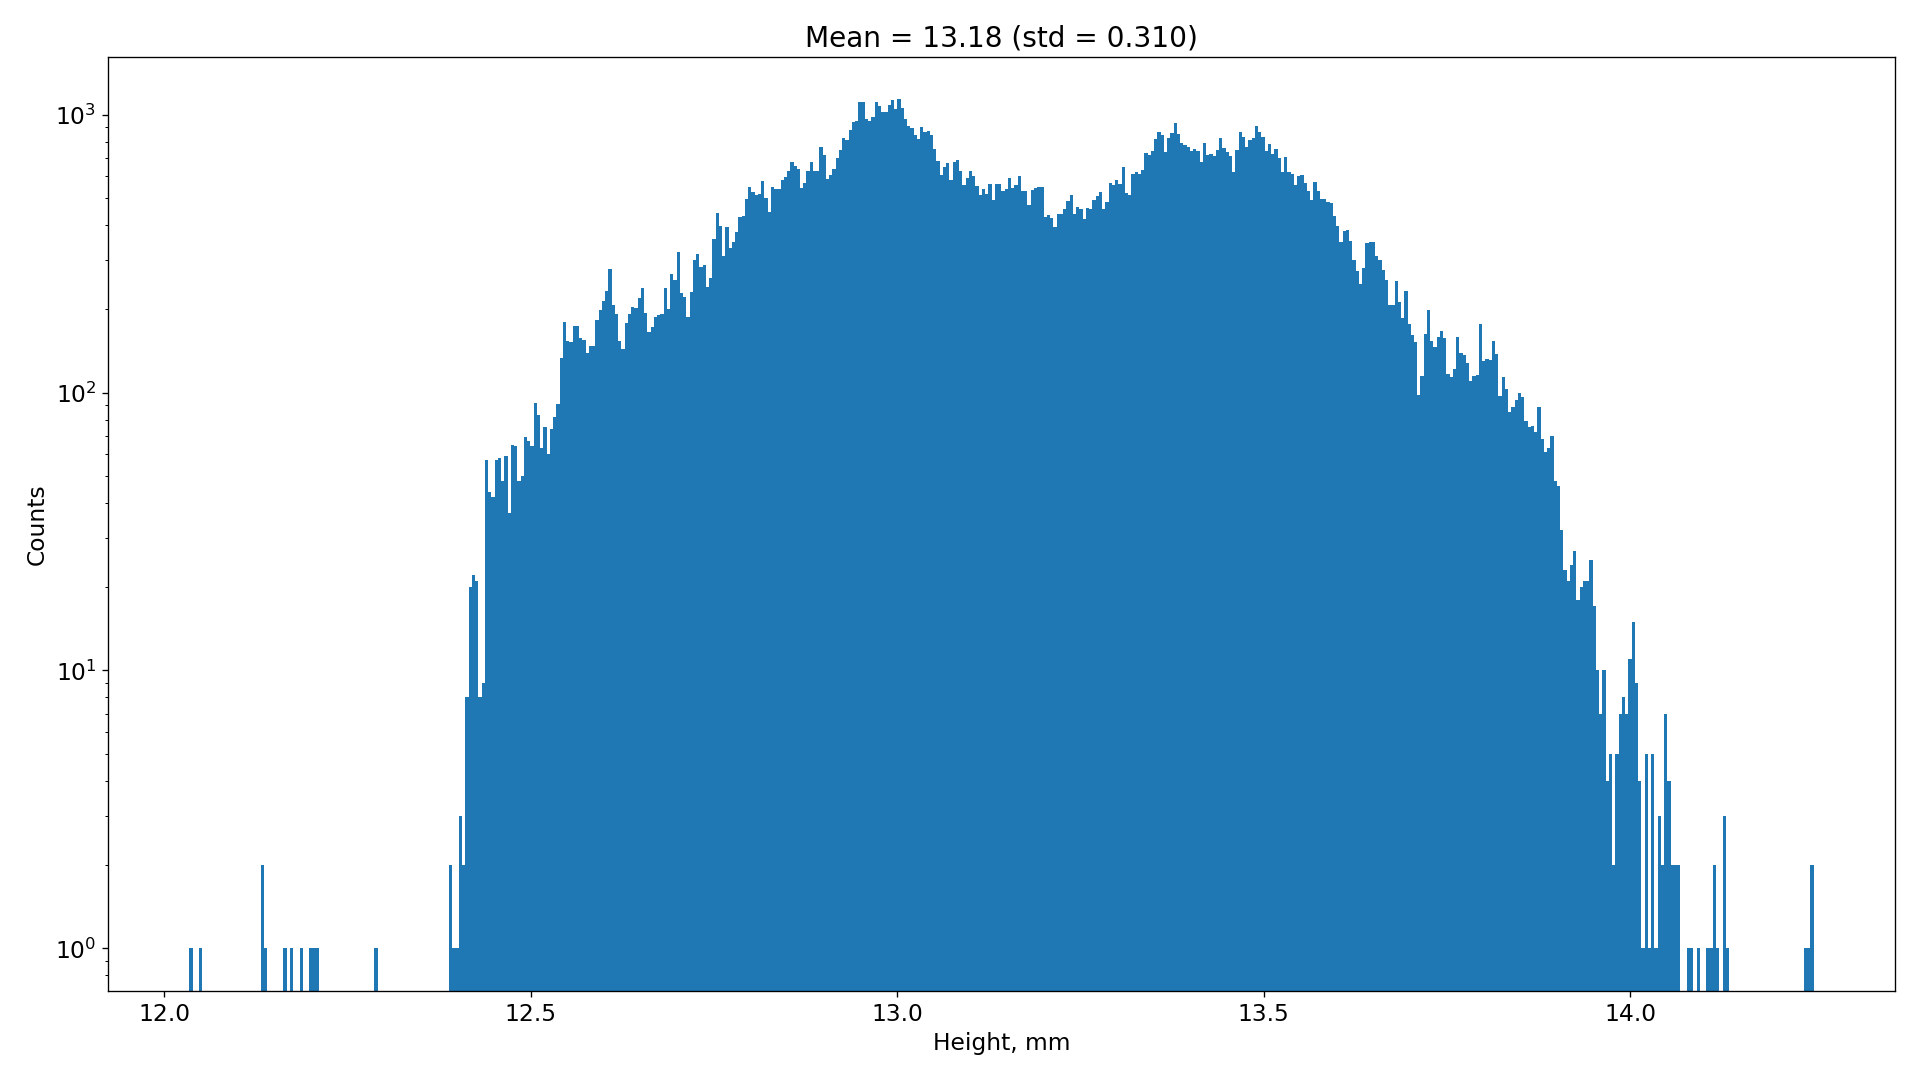 Mean = 13.18 (std = 0.310)
10³
10²
10¹
10⁰
Counts
12.0 12.5 13.0 13.5 14.0
Height, mm